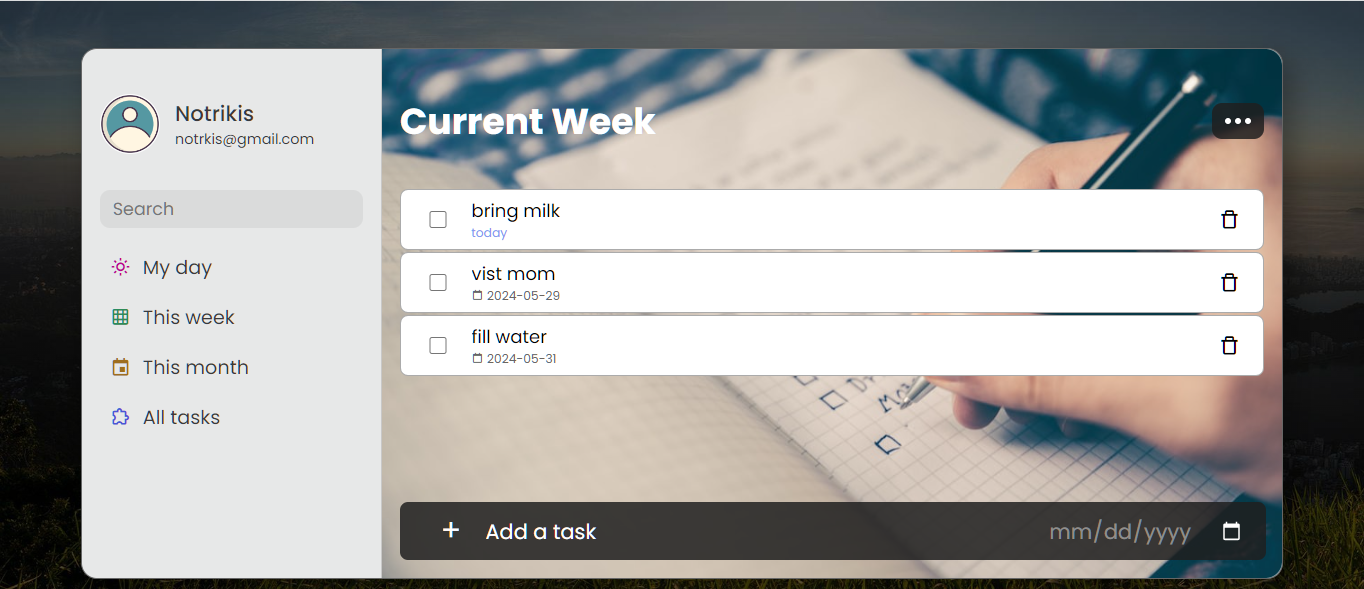 Notrikis
notrkis@gmail.com
Search
My day
This week
This month
All tasks
Current Week
bring milk
today
vist mom
2024-05-29
fill water
2024-05-31
+ Add a task
mm/dd/yyyy